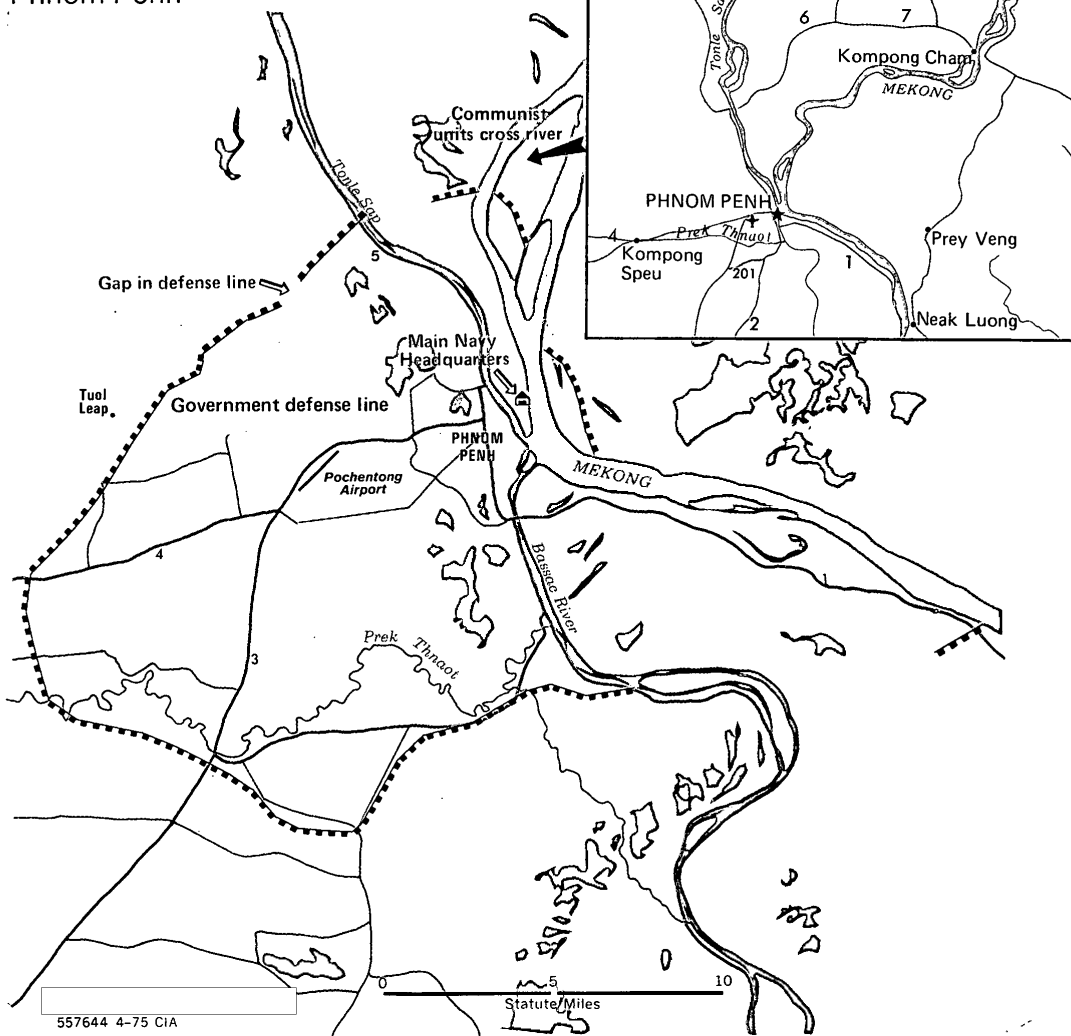 Phnom Penh
6
7
Tonle
Kompong Cham
MEKONG
Communist
units cross river
Tonle Sap
PHNOM PENH
4
Prek Thnaot
Kompong
Speu
Prey Veng
201
1
2
Neak Luong
5
Gap in defense line
Main Navy
Headquarters
Tuol
Leap
Government defense line
PHNOM
PENH
Pochentong
Airport
MEKONG
4
Bassac River
1
Prek Thnaot
3
0
5
10
Statute Miles
557644 4-75 CIA